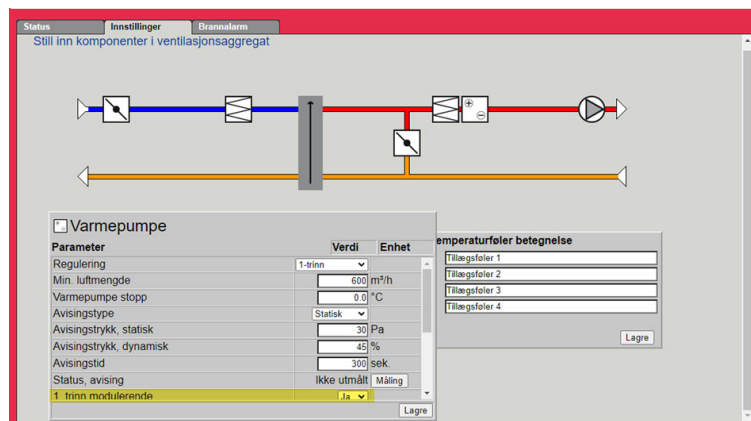 Status Innstillinger Brannalarm
Still inn komponenter i ventilasjonsaggregat
Varmepumpe
Parameter Verdi Enhet
Regulering 1-trinn
Min. luftmengde 600 m³/h
Varmepumpe stopp 0.0 °C
Avisingstype Statisk
Avisingstrykk, statisk 30 Pa
Avisingstrykk, dynamisk 45 %
Avisingstid 300 sek.
Status, avising Ikke utmålt Måling
1. trinn modulerende Ja
Lagre
emperaturføler betegnelse
Tillægsføler 1
Tillægsføler 2
Tillægsføler 3
Tillægsføler 4
Lagre